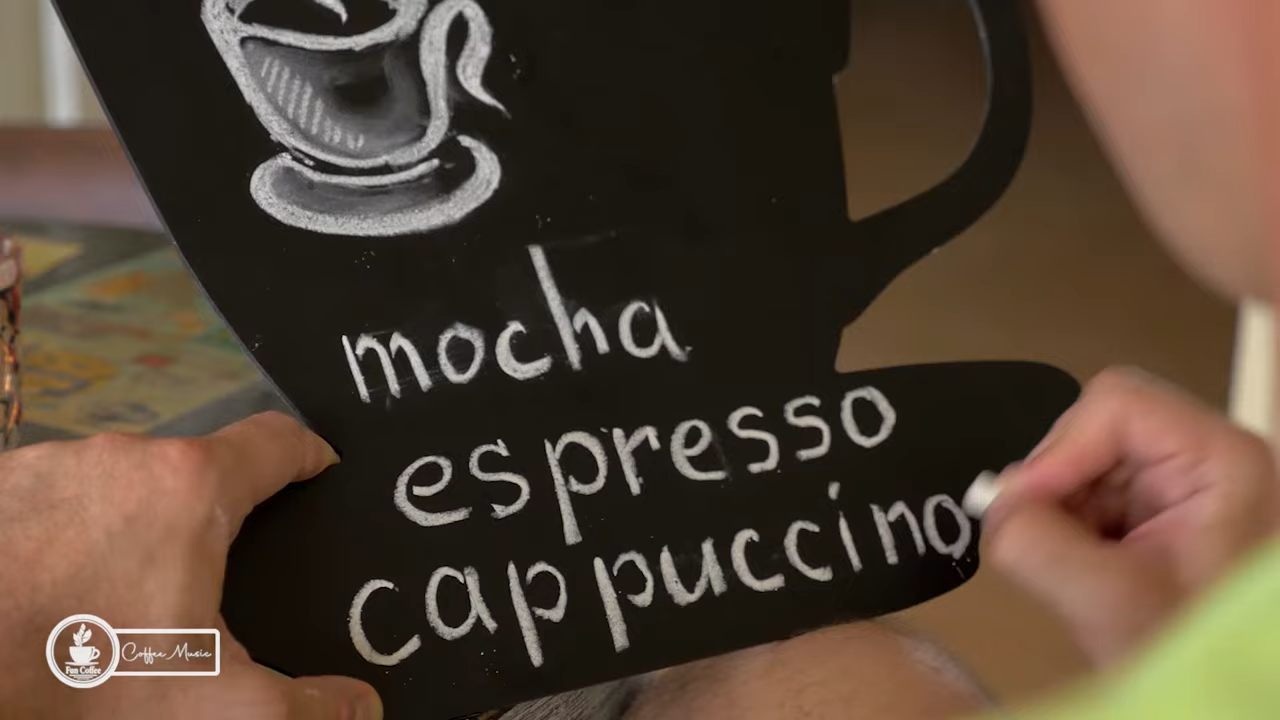 mocha
espresso
cappuccino
Fun Coffee
Coffee Music